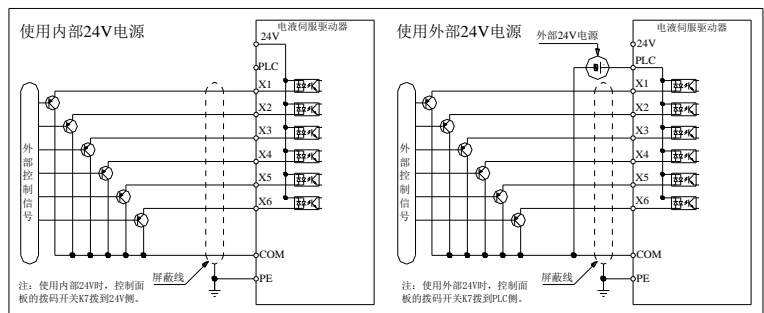 使用内部24V电源
电液伺服驱动器
24V
PLC
X1
X2
X3
X4
X5
X6
COM
PE
外部控制信号
屏蔽线
注：使用内部24V时，控制面
板的拨码开关K7拨到24V侧。
使用外部24V电源
外部24V电源
电液伺服驱动器
24V
PLC
X1
X2
X3
X4
X5
X6
COM
PE
外部控制信号
屏蔽线
注：使用外部24V时，控制面
板的拨码开关K7拨到PLC侧。